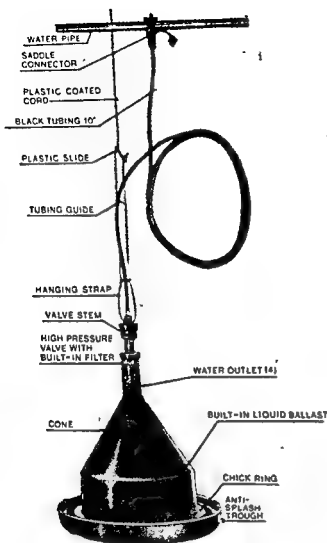 WATER PIPE
SADDLE
CONNECTOR
PLASTIC COATED
CORD
BLACK TUBING 10'
PLASTIC SLIDE
TUBING GUIDE
HANGING STRAP
VALVE STEM
HIGH PRESSURE
VALVE WITH
BUILT-IN FILTER
WATER OUTLET (4)
BUILT-IN LIQUID BALLAST
CONE
CHICK RING
ANTI-
SPLASH
TROUGH